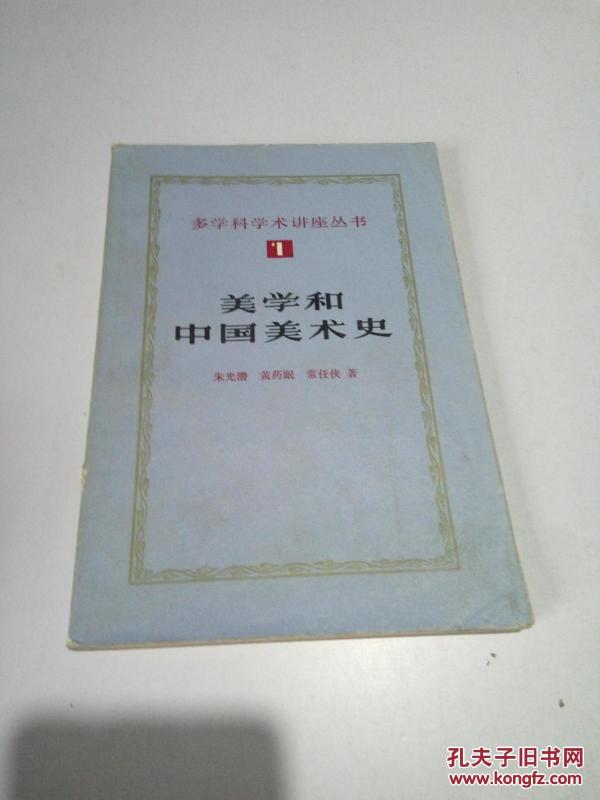 多学科学术讲座丛书
1
美学和
中国美术史
朱光潜 黄药眠 常任侠 著
孔夫子旧书网
www.kongfz.com